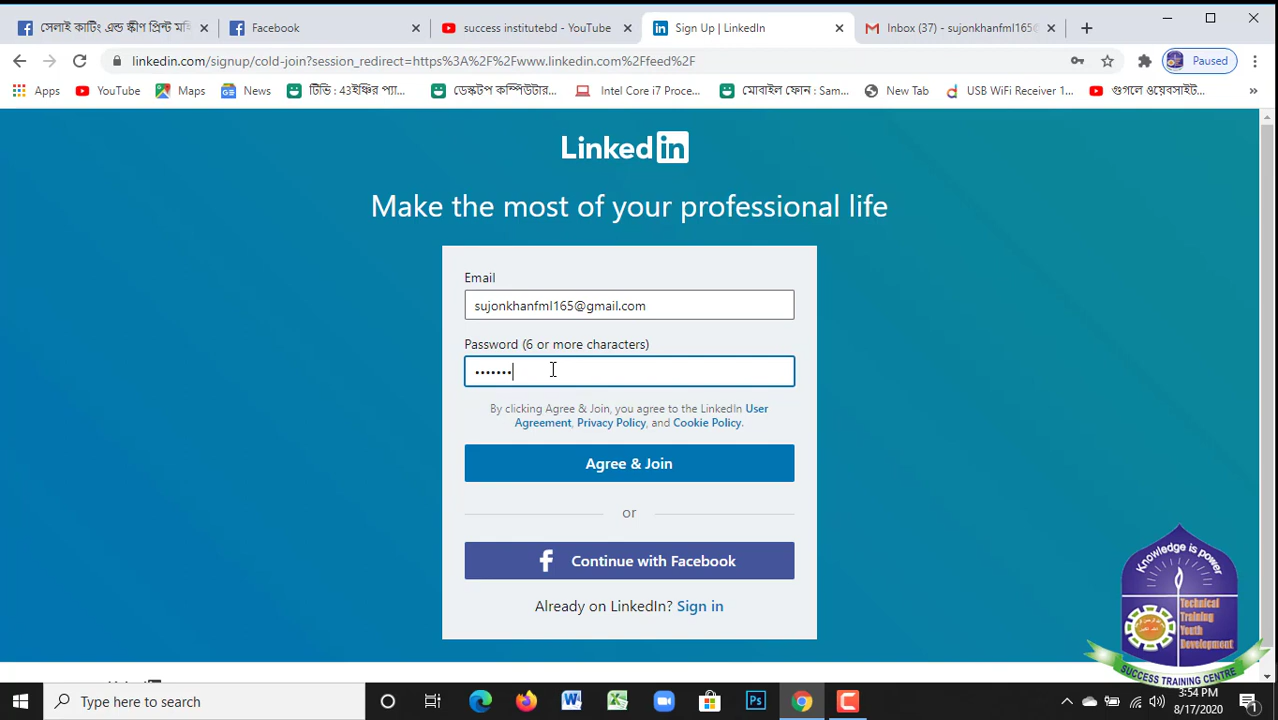 সেলাই কাটিং এন্ড স্ক্রীণ প্রিন্ট মাহি
Facebook
success institutebd - YouTube
Sign Up | LinkedIn
Inbox (37) - sujonkhanfml165@
linkedin.com/signup/cold-join?session_redirect=https%3A%2F%2Fwww.linkedin.com%2Ffeed%2F
Paused
Apps
YouTube
Maps
News
টিভি : 43ইঞ্চির প্যা...
ডেস্কটপ কম্পিউটার...
Intel Core i7 Proce...
মোবাইল ফোন : Sam...
New Tab
USB WiFi Receiver 1...
গুগলে ওয়েবসাইট...
Linked in
Make the most of your professional life
Email
sujonkhanfml165@gmail.com
Password (6 or more characters)
•••••••
By clicking Agree & Join, you agree to the LinkedIn User
Agreement, Privacy Policy, and Cookie Policy.
Agree & Join
or
Continue with Facebook
Already on LinkedIn? Sign in
Knowledge is power
Technical
Training
Youth
Development
SUCCESS TRAINING CENTRE
Type here to search
3:54 PM
8/17/2020